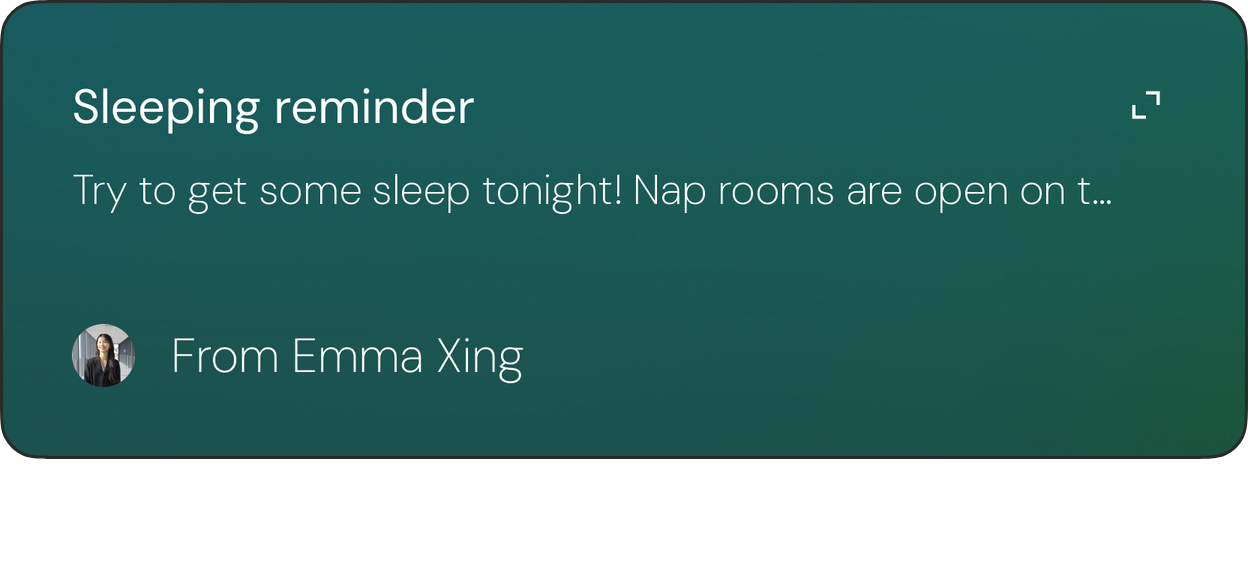 Sleeping reminder
Try to get some sleep tonight! Nap rooms are open on t...
From Emma Xing